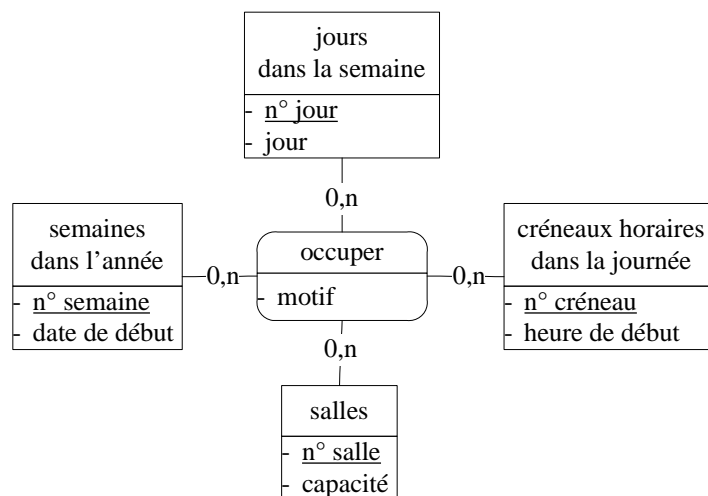 jours
dans la semaine
- n° jour
- jour
0,n
semaines
dans l'année
- n° semaine
- date de début
0,n
occuper
- motif
0,n
créneaux horaires
dans la journée
- n° créneau
- heure de début
0,n
salles
- n° salle
- capacité